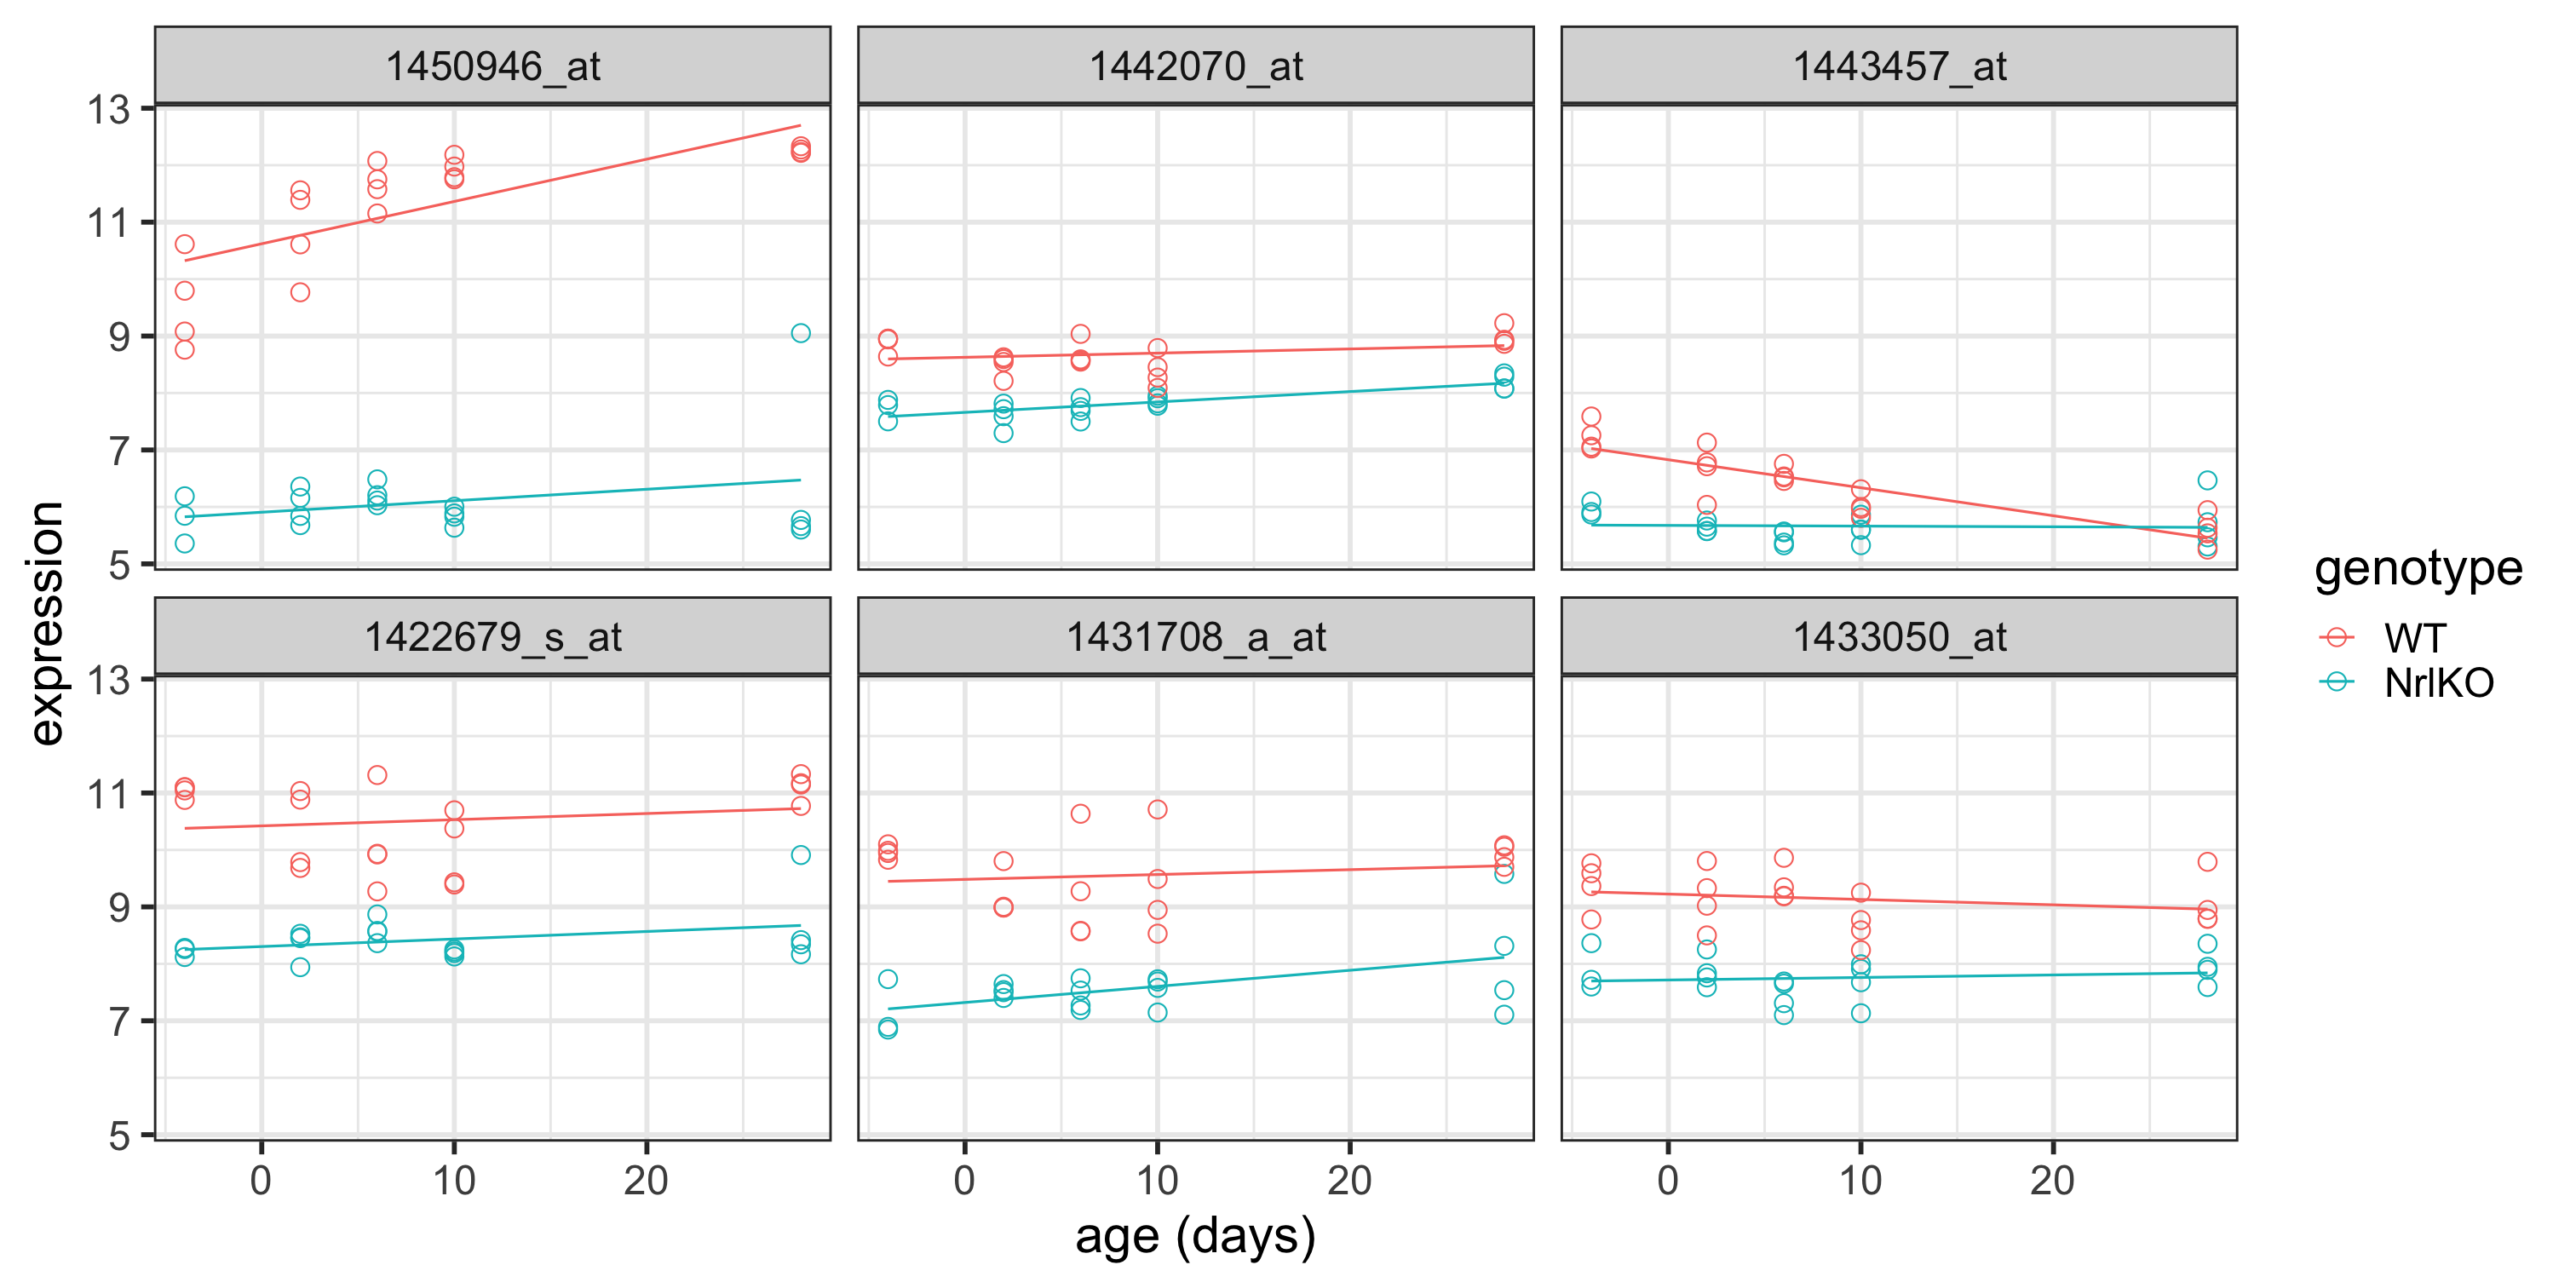 1450946_at
1442070_at
1443457_at
13
11
9
7
5
1422679_s_at
1431708_a_at
1433050_at
13
11
9
7
5
0 10 20
0 10 20
0 10 20
age (days)
expression
genotype
WT
NrlKO